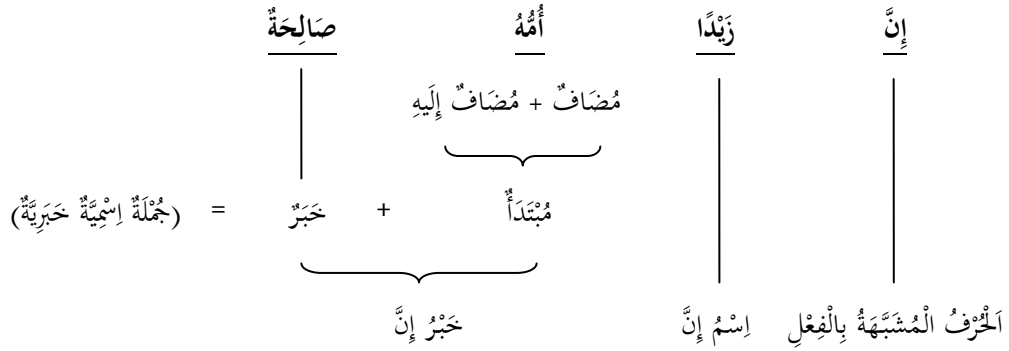 إِنَّ زَيْدًا أُمُّهُ صَالِحَةٌ
مُضَافٌ + مُضَافٌ إِلَيهِ
مُبْتَدَأٌ + خَبَرٌ = (جُمْلَةٌ اِسْمِيَّةٌ خَبَرِيَّةٌ)
اَلْحُرْفُ الْمُشَبَّهَةُ بِالْفِعْلِ اِسْمُ إِنَّ خَبْرُ إِنَّ